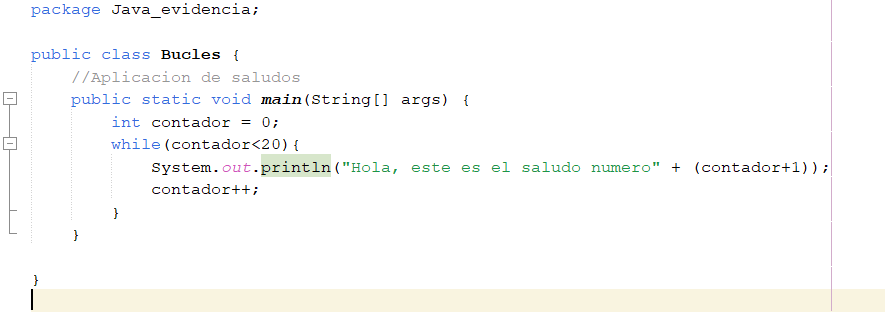 package Java_evidencia;
public class Bucles {
//Aplicacion de saludos
public static void main(String[] args) {
int contador = 0;
while(contador<20){
System.out.println("Hola, este es el saludo numero" + (contador+1));
contador++;
}
}
}